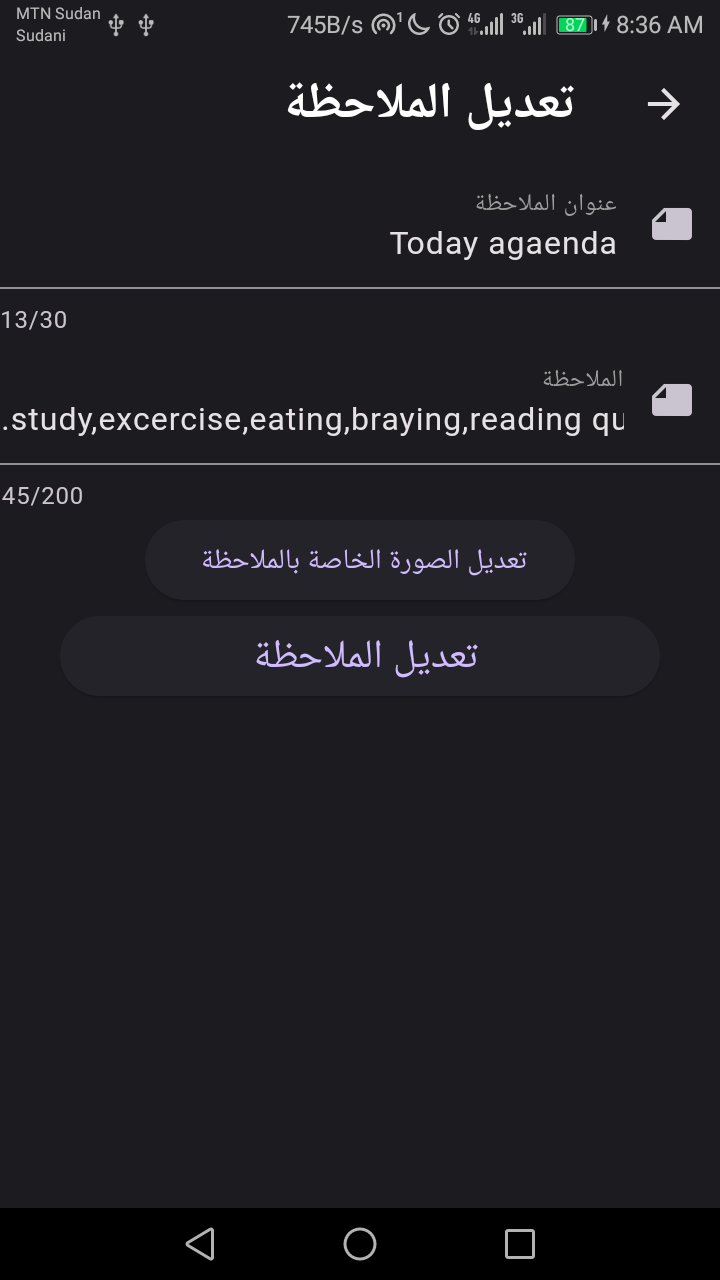 MTN Sudan
Sudani
745B/s 1 4G 3G 87 8:36 AM
تعديل الملاحظة
عنوان الملاحظة
Today agaenda
13/30
الملاحظة
.study,excercise,eating,braying,reading qu
45/200
تعديل الصورة الخاصة بالملاحظة
تعديل الملاحظة